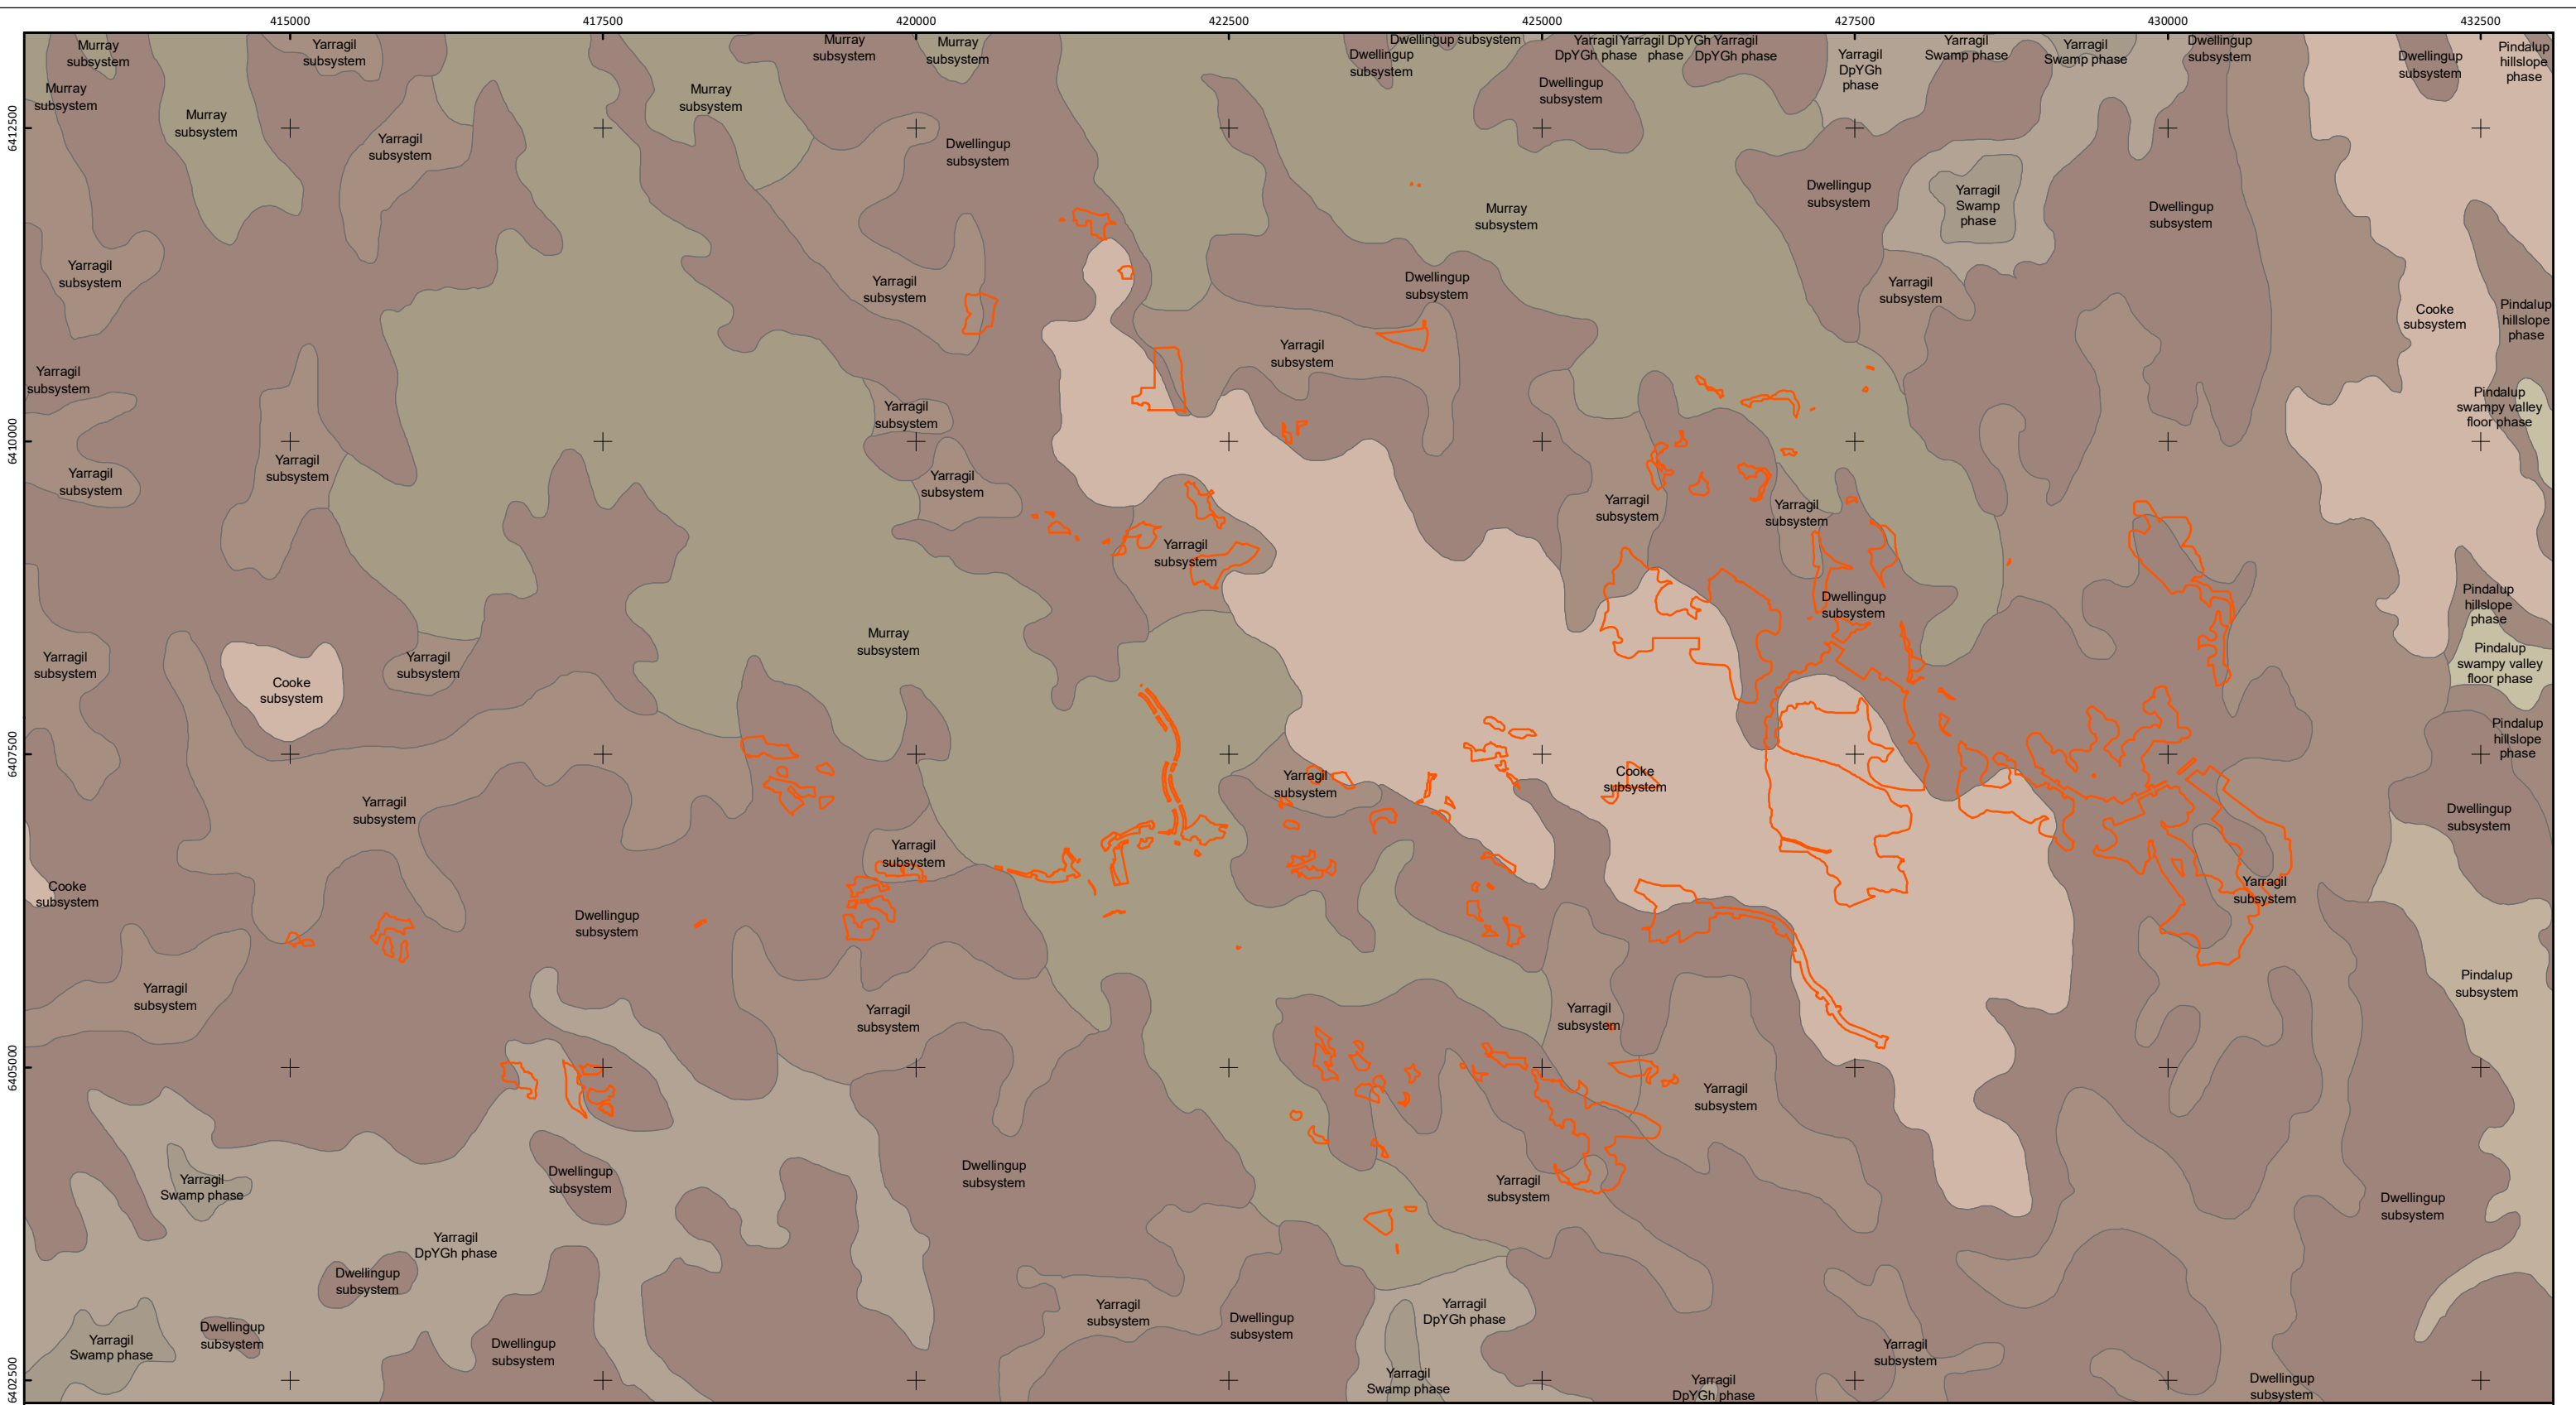 415000
417500
420000
422500
425000
427500
430000
432500
6412500
6410000
6407500
6405000
6402500
Murray
subsystem
Yarragil
subsystem
Murray
subsystem
Murray
subsystem
Dwellingup subsystem
Dwellingup
subsystem
Yarragil
DpYGh phase
Yarragil DpYGh
phase
Yarragil
DpYGh phase
Yarragil
DpYGh
phase
Yarragil
Swamp phase
Yarragil
Swamp phase
Dwellingup
subsystem
Dwellingup
subsystem
Pindalup
hillslope
phase
Murray
subsystem
Murray
subsystem
Murray
subsystem
Dwellingup
subsystem
Yarragil
subsystem
Dwellingup
subsystem
Dwellingup
subsystem
Yarragil
Swamp
phase
Dwellingup
subsystem
Murray
subsystem
Yarragil
subsystem
Yarragil
subsystem
Dwellingup
subsystem
Yarragil
subsystem
Cooke
subsystem
Pindalup
hillslope
phase
Yarragil
subsystem
Yarragil
subsystem
Yarragil
subsystem
Pindalup
swampy valley
floor phase
Yarragil
subsystem
Yarragil
subsystem
Yarragil
subsystem
Yarragil
subsystem
Yarragil
subsystem
Yarragil
subsystem
Dwellingup
subsystem
Pindalup
hillslope
phase
Murray
subsystem
Yarragil
subsystem
Yarragil
subsystem
Cooke
subsystem
Pindalup
swampy valley
floor phase
Pindalup
hillslope
phase
Yarragil
subsystem
Cooke
subsystem
Yarragil
subsystem
Dwellingup
subsystem
Yarragil
subsystem
Cooke
subsystem
Yarragil
subsystem
Dwellingup
subsystem
Yarragil
subsystem
Yarragil
subsystem
Yarragil
subsystem
Pindalup
subsystem
Yarragil
subsystem
Yarragil
Swamp phase
Dwellingup
subsystem
Dwellingup
subsystem
Yarragil
subsystem
Dwellingup
subsystem
Yarragil
DpYGh phase
Dwellingup
subsystem
Yarragil
subsystem
Dwellingup
subsystem
Yarragil
DpYGh phase
Yarragil
Swamp phase
Dwellingup
subsystem
Dwellingup
subsystem
Yarragil
subsystem
Yarragil
Swamp phase
Yarragil
DpYGh phase
Dwellingup
subsystem